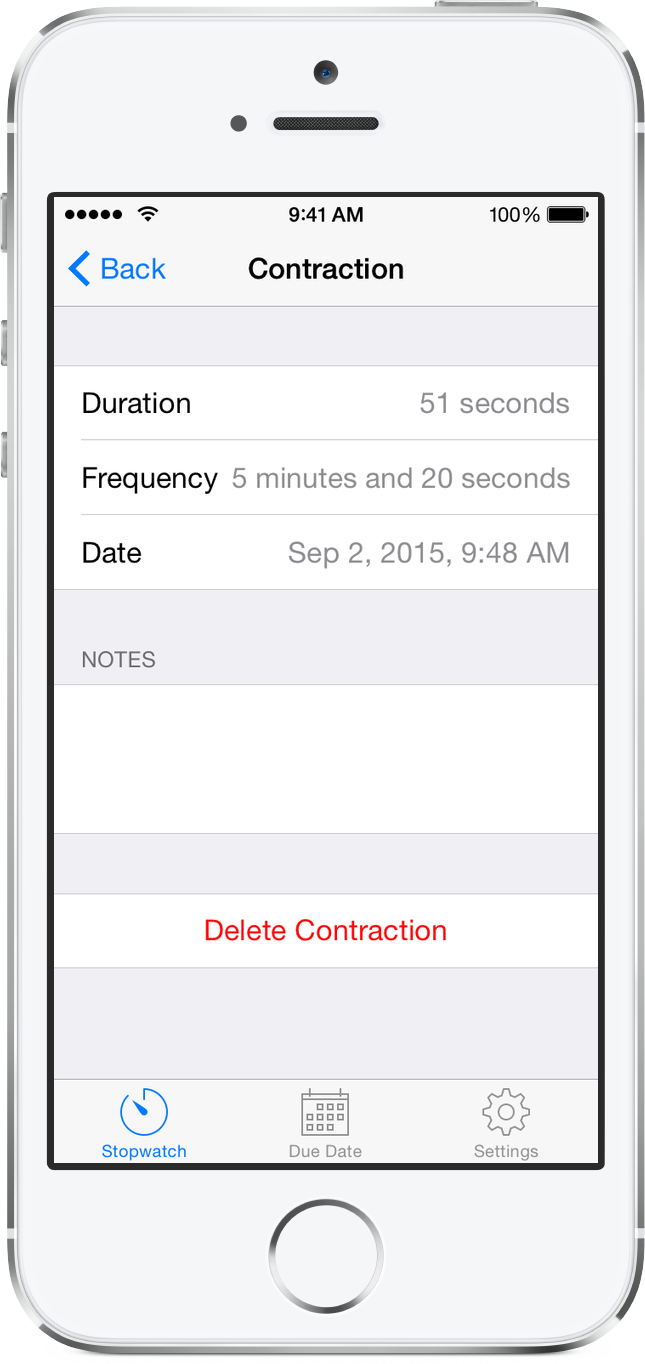 9:41 AM 100%
Back Contraction
Duration 51 seconds
Frequency 5 minutes and 20 seconds
Date Sep 2, 2015, 9:48 AM
NOTES
Delete Contraction
Stopwatch Due Date Settings